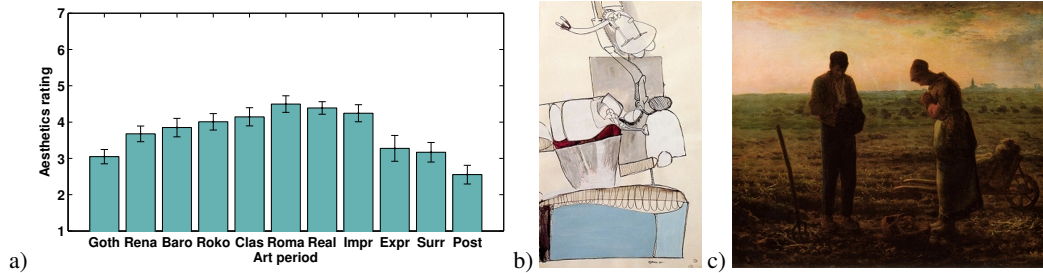 7
6
5
4
3
2
1
Aesthetics rating
Goth Rena Baro Roko Clas Roma Real Impr Expr Surr Post
Art period
a)
b)
c)